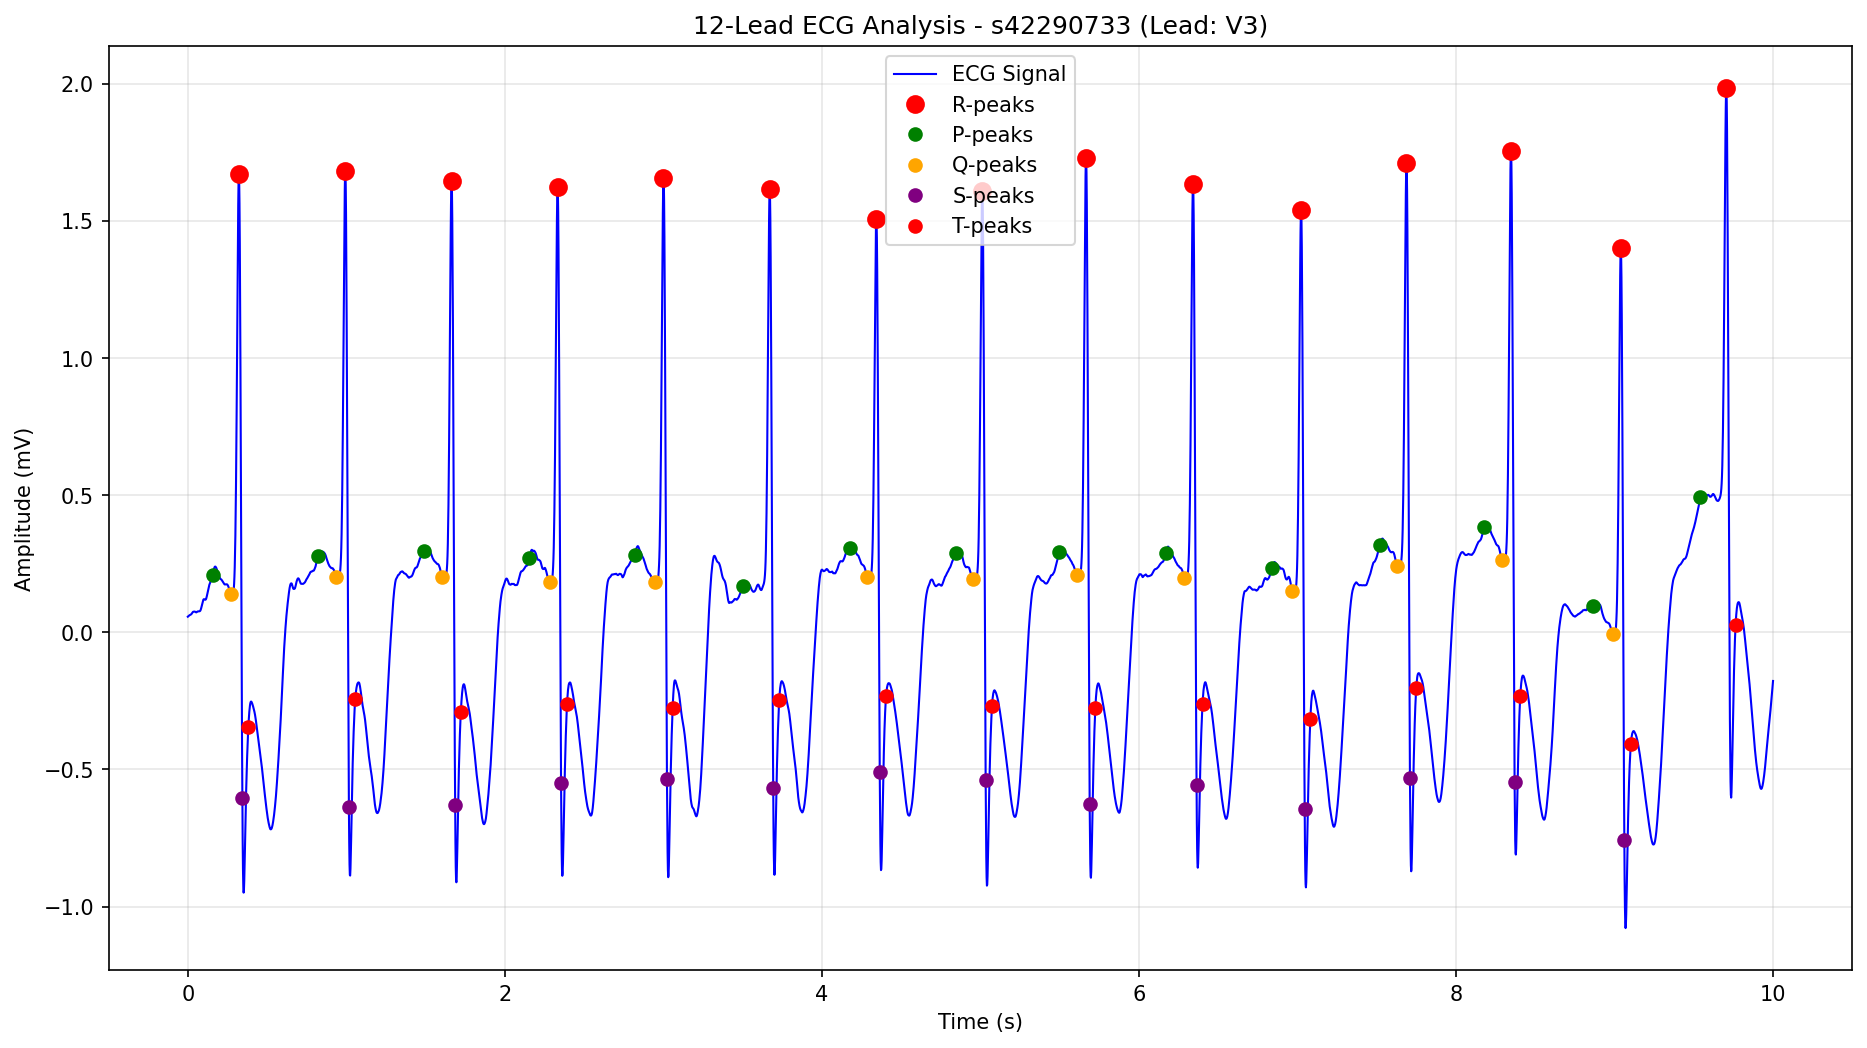 12-Lead ECG Analysis - s42290733 (Lead: V3)
ECG Signal
R-peaks
P-peaks
Q-peaks
S-peaks
T-peaks
2.0
1.5
1.0
0.5
0.0
−0.5
−1.0
Amplitude (mV)
0 2 4 6 8 10
Time (s)